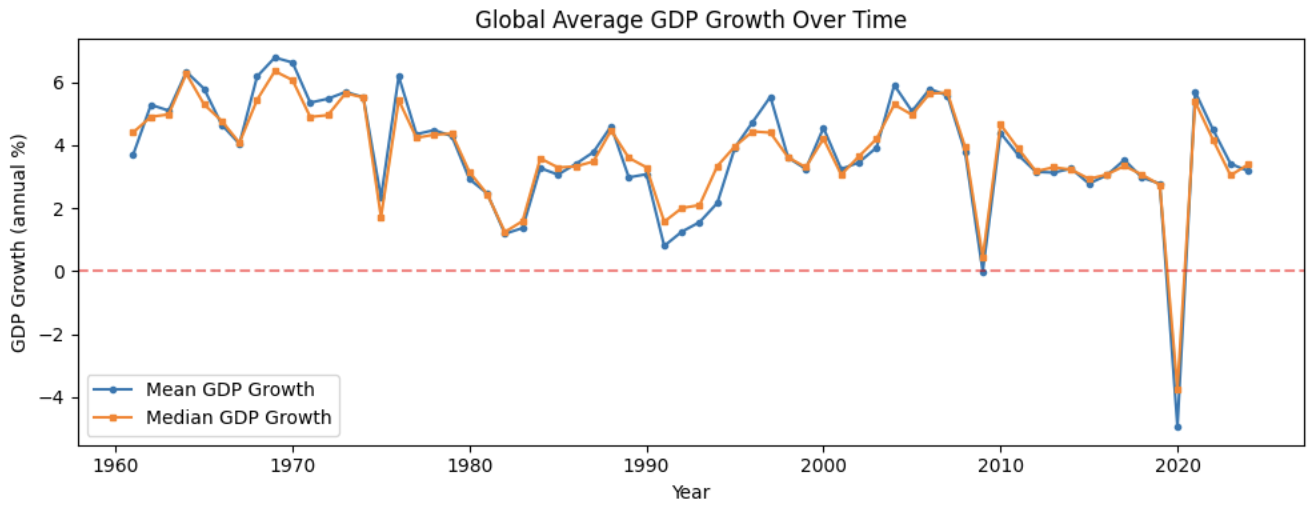 Global Average GDP Growth Over Time
GDP Growth (annual %)
6
4
2
0
−2
−4
Mean GDP Growth
Median GDP Growth
1960 1970 1980 1990 2000 2010 2020
Year